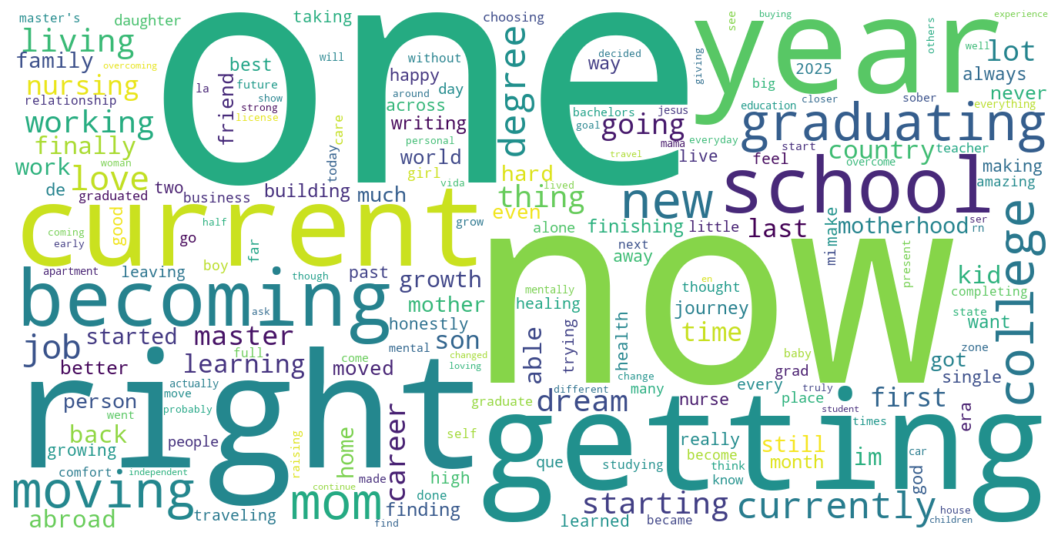 master's daughter taking choosing one year see buying experience
living overcoming will without others well
family la best happy way decided giving 2025 big lot
nursing future day around degree always
relationship show friend strong across bachelors jesus closer sober everything never
working license writing goal going mama education graduating
finally woman care personal world everyday start country teacher
work today girl travel live feel overcome making
love de two business building much vida hard thing new school amazing
graduated good half go grow lived even finishing little last motherhood ser rn
current coming early far boy alone away next mi make
becoming apartment leaving though past growth mentally now thought present kid completing
ask mother healing en journey state want
job started master honestly son able trying health time zone
better full mental come changed loving baby got
learning moved different change many grad every truly single
right actually move dream nurse place first era
person went probably career graduate getting student times
back people self really become still im
growing home que studying think know month god car
comfort independent raising made high
moving continue mom done finding starting currently house
abroad traveling find learned became children